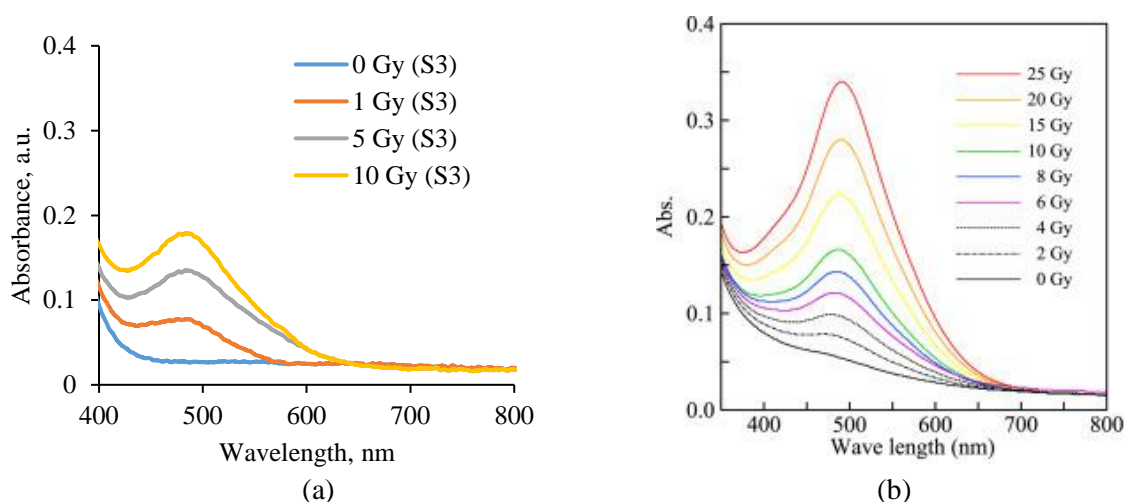 0.4
0.3
0.2
0.1
0
Absorbance, a.u.
0 Gy (S3)
1 Gy (S3)
5 Gy (S3)
10 Gy (S3)
400 500 600 700 800
Wavelength, nm
(a)
0.4
0.3
0.2
0.1
0.0
Abs.
25 Gy
20 Gy
15 Gy
10 Gy
8 Gy
6 Gy
4 Gy
2 Gy
0 Gy
400 500 600 700 800
Wave length (nm)
(b)